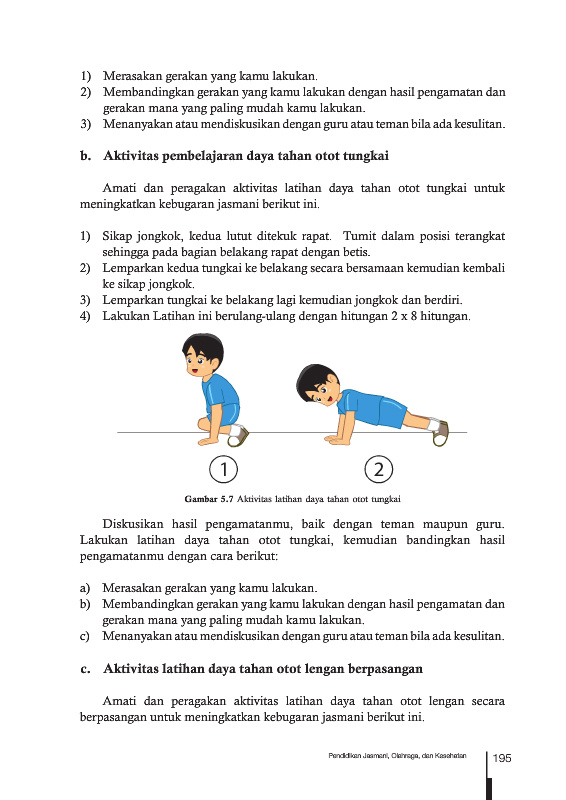 1) Merasakan gerakan yang kamu lakukan.
2) Membandingkan gerakan yang kamu lakukan dengan hasil pengamatan dan
gerakan mana yang paling mudah kamu lakukan.
3) Menanyakan atau mendiskusikan dengan guru atau teman bila ada kesulitan.
b. Aktivitas pembelajaran daya tahan otot tungkai
Amati dan peragakan aktivitas latihan daya tahan otot tungkai untuk
meningkatkan kebugaran jasmani berikut ini.
1) Sikap jongkok, kedua lutut ditekuk rapat. Tumit dalam posisi terangkat
sehingga pada bagian belakang rapat dengan betis.
2) Lemparkan kedua tungkai ke belakang secara bersamaan kemudian kembali
ke sikap jongkok.
3) Lemparkan tungkai ke belakang lagi kemudian jongkok dan berdiri.
4) Lakukan Latihan ini berulang-ulang dengan hitungan 2 x 8 hitungan.
1 2
Gambar 5.7 Aktivitas latihan daya tahan otot tungkai
Diskusikan hasil pengamatanmu, baik dengan teman maupun guru.
Lakukan latihan daya tahan otot tungkai, kemudian bandingkan hasil
pengamatanmu dengan cara berikut:
a) Merasakan gerakan yang kamu lakukan.
b) Membandingkan gerakan yang kamu lakukan dengan hasil pengamatan dan
gerakan mana yang paling mudah kamu lakukan.
c) Menanyakan atau mendiskusikan dengan guru atau teman bila ada kesulitan.
c. Aktivitas latihan daya tahan otot lengan berpasangan
Amati dan peragakan aktivitas latihan daya tahan otot lengan secara
berpasangan untuk meningkatkan kebugaran jasmani berikut ini.
Pendidikan Jasmani, Olahraga, dan Kesehatan 195